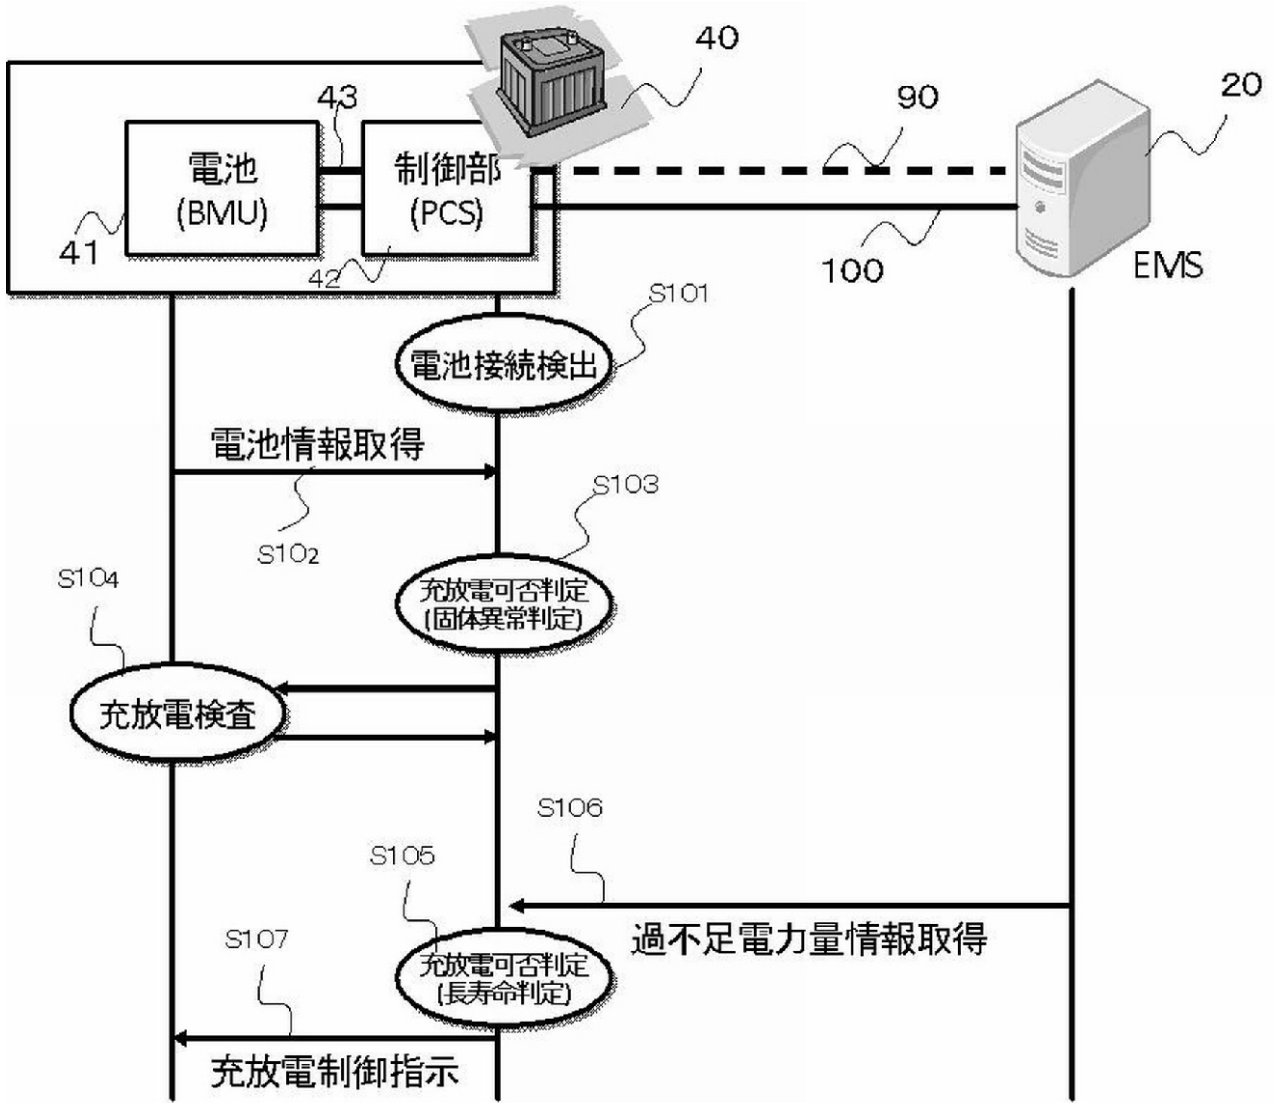 40
43
90
20
電池
(BMU)
制御部
(PCS)
41
42
100
EMS
S101
電池接続検出
電池情報取得
S102
S103
充放電可否判定
(固体異常判定)
S104
充放電検査
S106
S105
過不足電力量情報取得
S107
充放電可否判定
(長寿命判定)
充放電制御指示